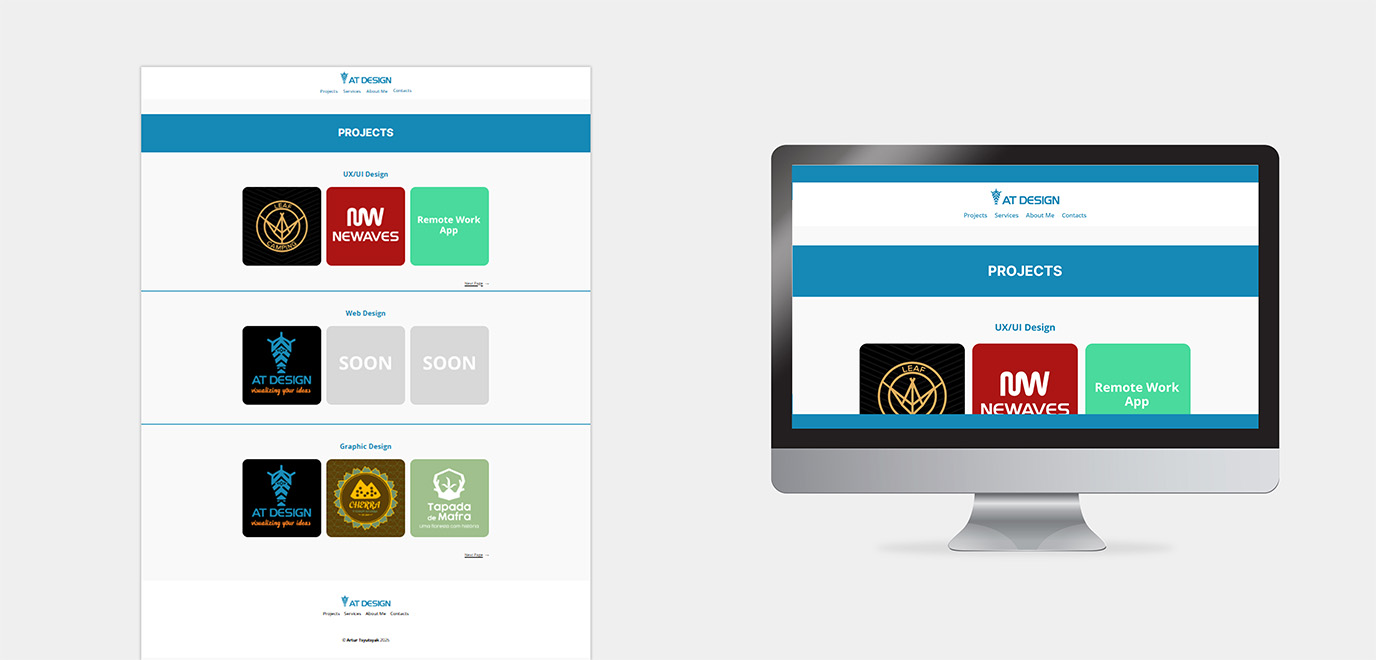 AT DESIGN
Projects Services About Me Contacts
PROJECTS
UX/UI Design
LEAF
CAMPING
NW
NEWAVES
Remote Work
App
Next Page →
Web Design
AT DESIGN
visualizing your ideas
SOON
SOON
Graphic Design
AT DESIGN
visualizing your ideas
CHERRA
Tapada
de Mafra
uma floresta com história
Next Page →
AT DESIGN
Projects Services About Me Contacts
AT DESIGN
Projects Services About Me Contacts
PROJECTS
UX/UI Design
LEAF
NW
NEWAVES
Remote Work
App